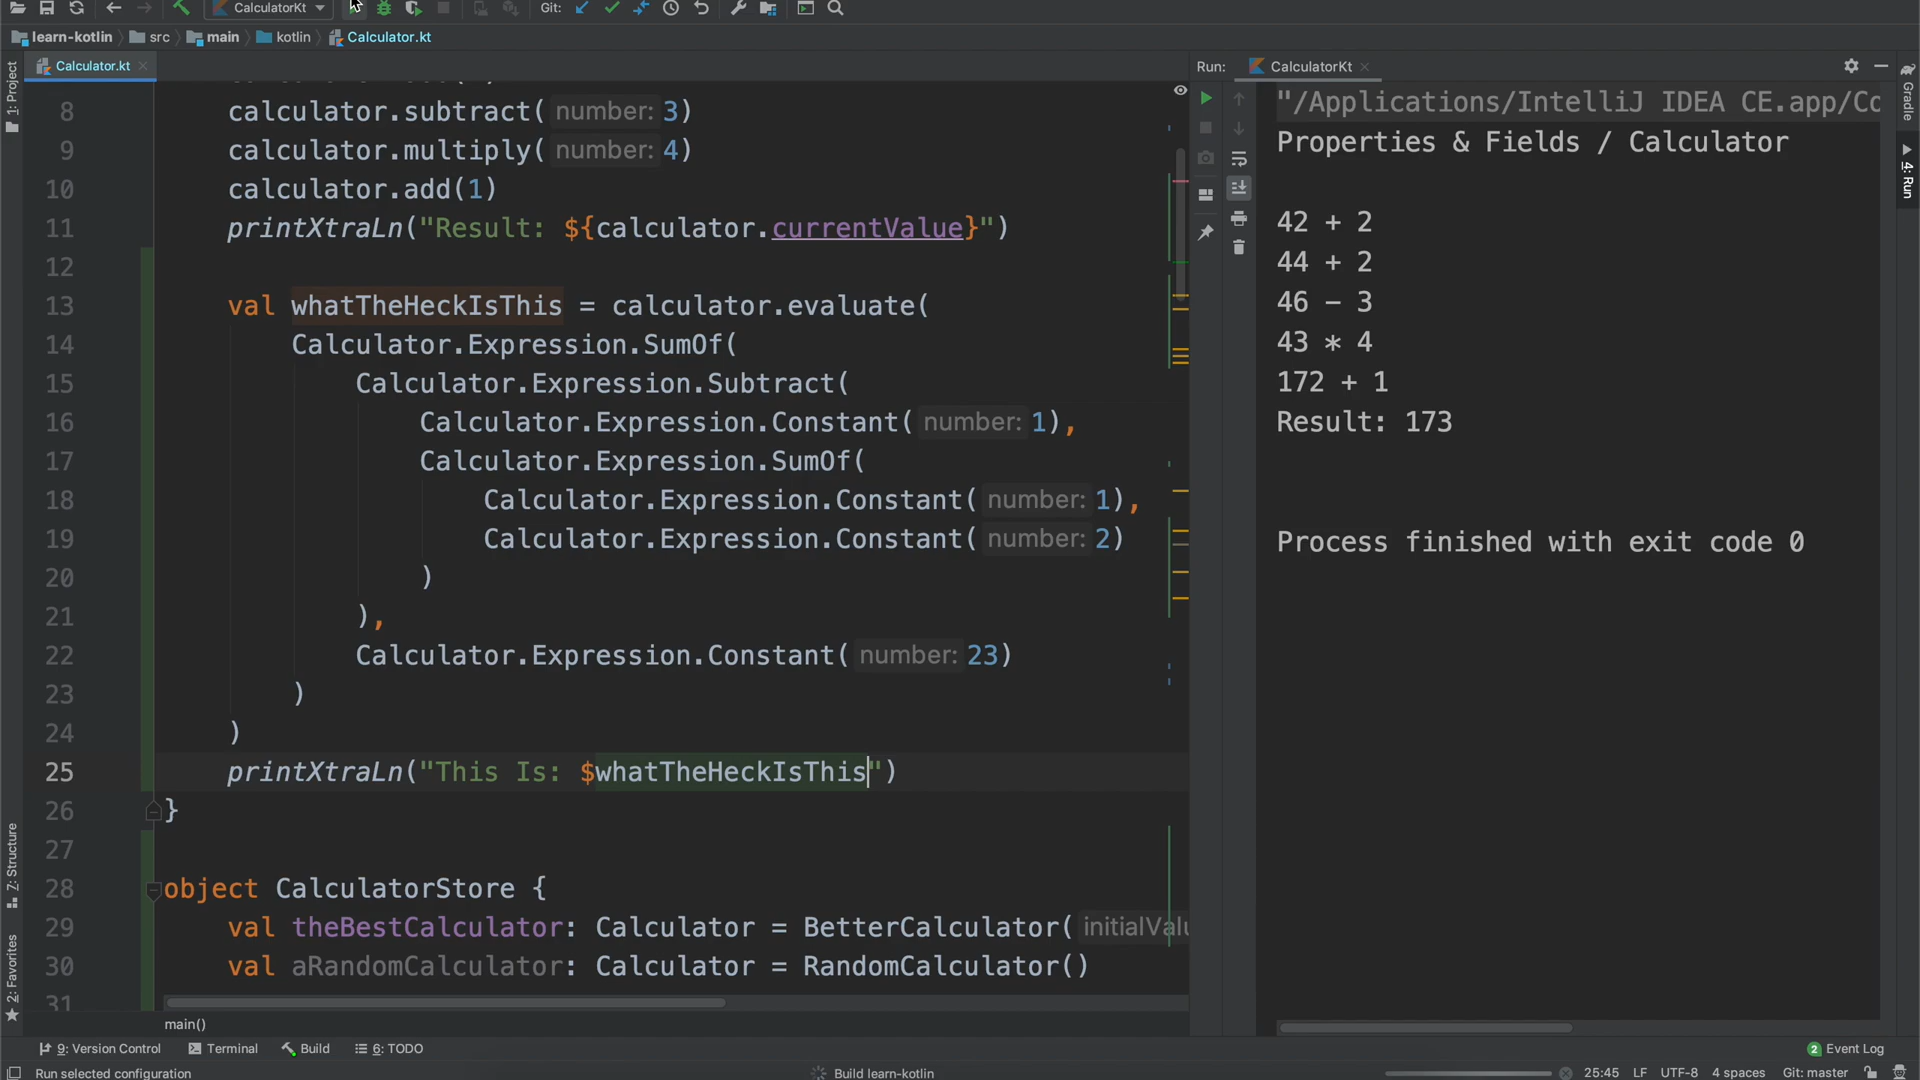 CalculatorKt
Git:
learn-kotlin
src
main
kotlin
Calculator.kt
Calculator.kt
Run:
CalculatorKt
1: Project
8 calculator.subtract( number: 3)
9 calculator.multiply( number: 4)
10 calculator.add(1)
11 printXtraLn("Result: ${calculator.currentValue}")
12
13 val whatTheHeckIsThis = calculator.evaluate(
14 Calculator.Expression.SumOf(
15 Calculator.Expression.Subtract(
16 Calculator.Expression.Constant( number: 1),
17 Calculator.Expression.SumOf(
18 Calculator.Expression.Constant( number: 1),
19 Calculator.Expression.Constant( number: 2)
20 )
21 ),
22 Calculator.Expression.Constant( number: 23)
23 )
24 )
25 printXtraLn("This Is: $whatTheHeckIsThis")
26 }
27
28 object CalculatorStore {
29 val theBestCalculator: Calculator = BetterCalculator( initialValu
30 val aRandomCalculator: Calculator = RandomCalculator()
31
"/Applications/IntelliJ IDEA CE.app/Co
Properties & Fields / Calculator
42 + 2
44 + 2
46 - 3
43 * 4
172 + 1
Result: 173
Process finished with exit code 0
Gradle
4: Run
Z: Structure
2: Favorites
main()
9: Version Control
Terminal
Build
6: TODO
2 Event Log
Run selected configuration
Build learn-kotlin
25:45 LF UTF-8 4 spaces Git: master